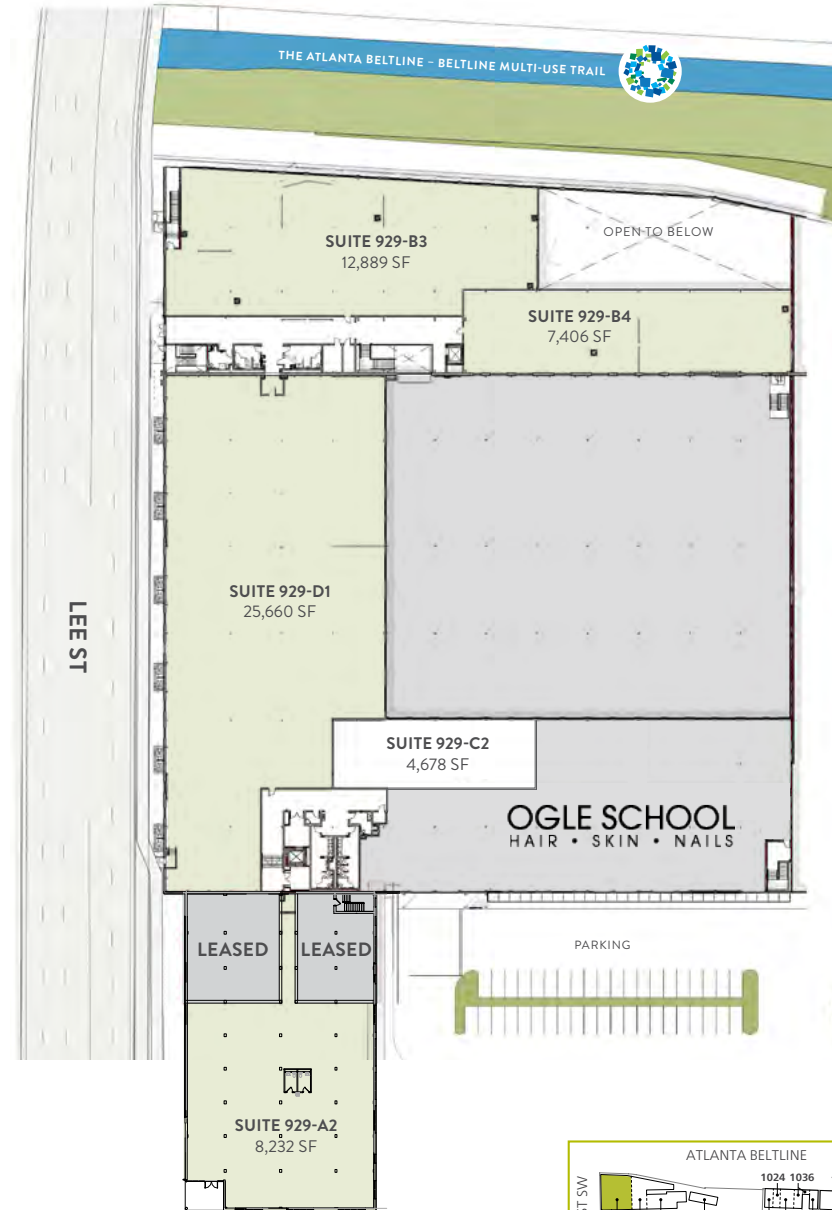 THE ATLANTA BELTLINE – BELTLINE MULTI-USE TRAIL
SUITE 929-B3
12,889 SF
OPEN TO BELOW
SUITE 929-B4
7,406 SF
SUITE 929-D1
25,660 SF
LEE ST
SUITE 929-C2
4,678 SF
OGLE SCHOOL
HAIR • SKIN • NAILS
LEASED
LEASED
PARKING
SUITE 929-A2
8,232 SF
ATLANTA BELTLINE
1024 1036
ST SW